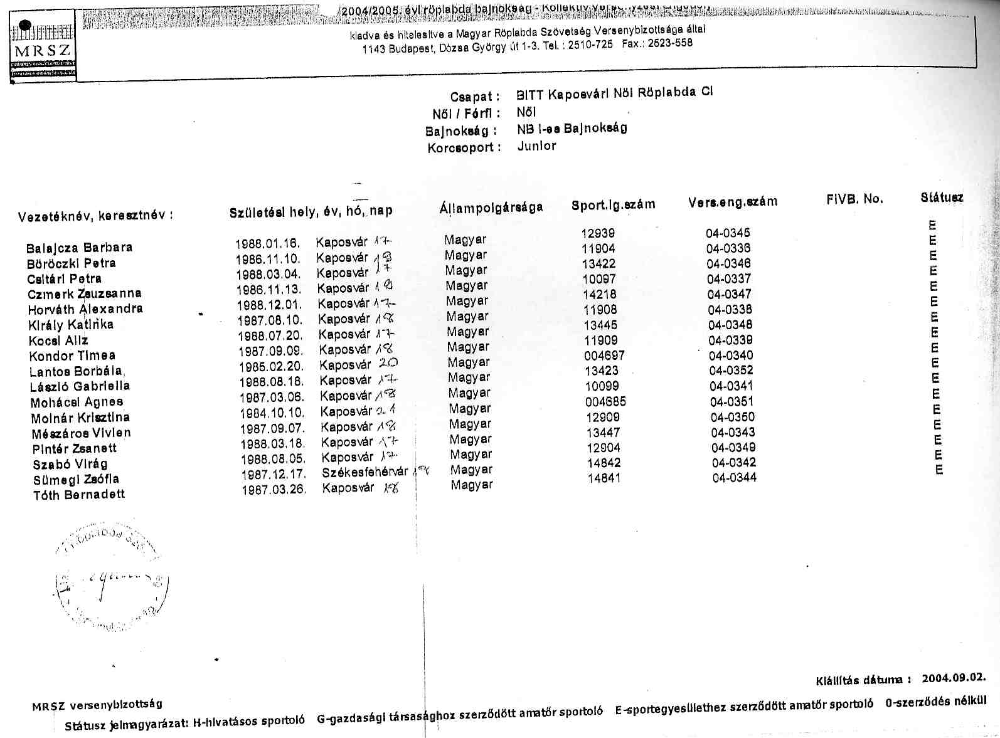 2004/2005. évi röplabda bajnokság - Kollektív
MRSZ
kiadva és hitelesítve a Magyar Röplabda Szövetség Versenybizottsága által
1143 Budapest, Dózsa György út 1-3. Tel. : 2510-725 Fax.: 2523-558
Csapat : BITT Kaposvári Női Röplabda Cl
Női / Férfi : Női
Bajnokság : NB I-es Bajnokság
Korcsoport : Junior
Vezetéknév, keresztnév : Születési hely, év, hó, nap Állampolgársága Sport.ig.szám Vers.eng.szám FIVB. No. Státusz
Balajcza Barbara 1988.01.16. Kaposvár 17 Magyar 12939 04-0345 E
Böröczki Petra 1986.11.10. Kaposvár 19 Magyar 11904 04-0336 E
Csitári Petra 1988.03.04. Kaposvár 17 Magyar 13422 04-0346 E
Czmerk Zsuzsanna 1986.11.13. Kaposvár 19 Magyar 10097 04-0337 E
Horváth Alexandra 1988.12.01. Kaposvár 17 Magyar 14218 04-0347 E
Király Katinka 1987.08.10. Kaposvár 18 Magyar 11908 04-0338 E
Kocsi Aliz 1988.07.20. Kaposvár 17 Magyar 13445 04-0348 E
Kondor Tímea 1987.09.09. Kaposvár 18 Magyar 11909 04-0339 E
Lantos Borbála 1985.02.20. Kaposvár 20 Magyar 004697 04-0340 E
László Gabriella 1988.08.18. Kaposvár 17 Magyar 13423 04-0352 E
Mohácsi Agnes 1987.03.06. Kaposvár 18 Magyar 10099 04-0341 E
Molnár Krisztina 1984.10.10. Kaposvár 21 Magyar 004685 04-0351 E
Mészáros Vivien 1987.09.07. Kaposvár 18 Magyar 12909 04-0350 E
Pintér Zsanett 1988.03.18. Kaposvár 17 Magyar 13447 04-0343 E
Szabó Virág 1988.08.05. Kaposvár 17 Magyar 12904 04-0349 E
Sümegi Zsófia 1987.12.17. Székesfehérvár 18 Magyar 14842 04-0342 E
Tóth Bernadett 1987.03.26. Kaposvár 18 Magyar 14841 04-0344 E
Kiállítás dátuma : 2004.09.02.
MRSZ versenybizottság
Státusz jelmagyarázat: H-hivatásos sportoló G-gazdasági társasághoz szerződött amatőr sportoló E-sportegyesülethez szerződött amatőr sportoló 0-szerződés nélkül